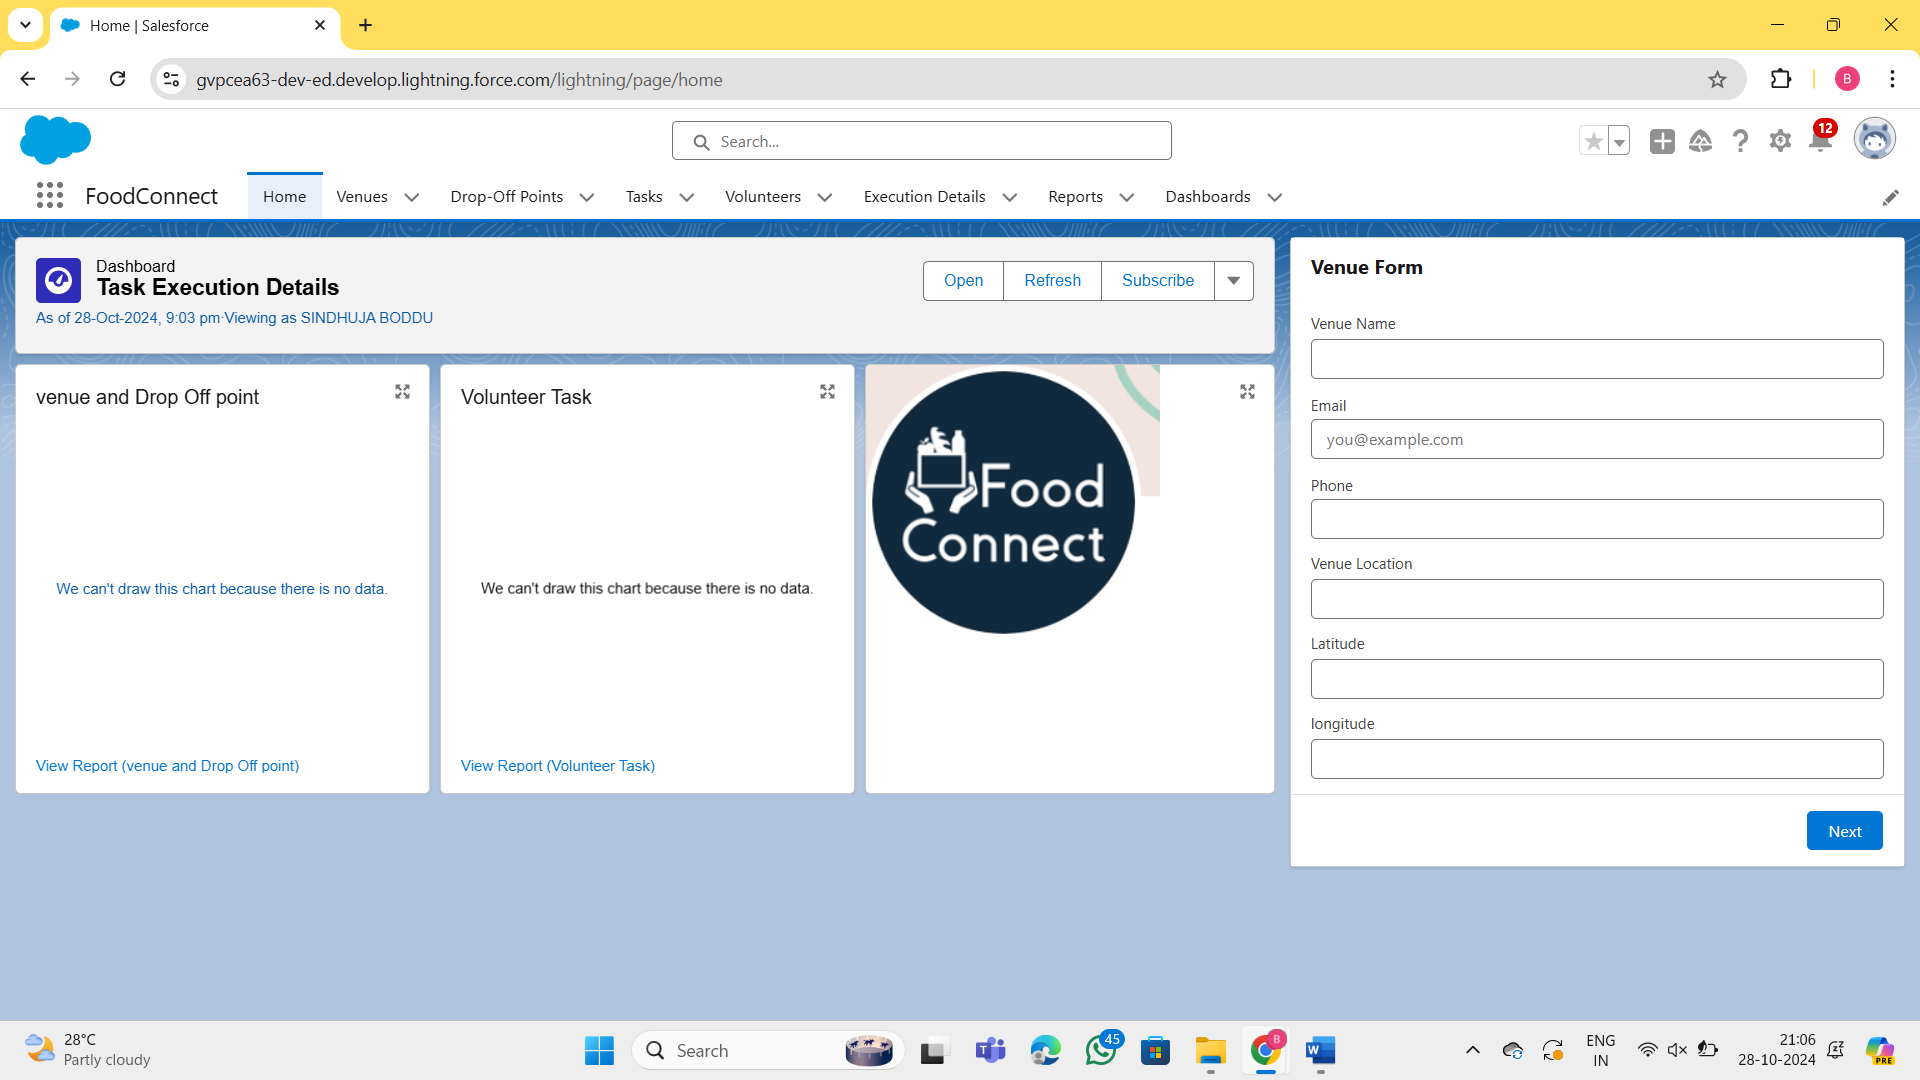 Home | Salesforce
gvpcea63-dev-ed.develop.lightning.force.com/lightning/page/home
B
Search...
12
FoodConnect
Home
Venues
Drop-Off Points
Tasks
Volunteers
Execution Details
Reports
Dashboards
Dashboard
Task Execution Details
As of 28-Oct-2024, 9:03 pm·Viewing as SINDHUJA BODDU
Open
Refresh
Subscribe
venue and Drop Off point
We can't draw this chart because there is no data.
View Report (venue and Drop Off point)
Volunteer Task
We can't draw this chart because there is no data.
View Report (Volunteer Task)
Food
Connect
Venue Form
Venue Name
Email
you@example.com
Phone
Venue Location
Latitude
longitude
Next
28°C
Partly cloudy
Search
45
B
ENG
IN
21:06
28-10-2024
PRE